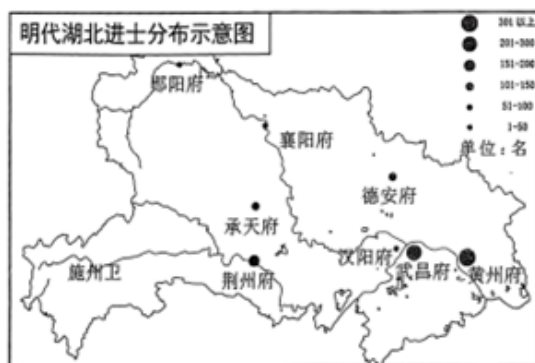 明代湖北进士分布示意图
301以上
201-300
151-200
101-150
51-100
1-50
单位：名
郧阳府
襄阳府
德安府
承天府
汉阳府
武昌府
黄州府
施州卫
荆州府